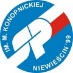 IM. M. KONOPNICKIEJ
NIEWIEŚCIN '99